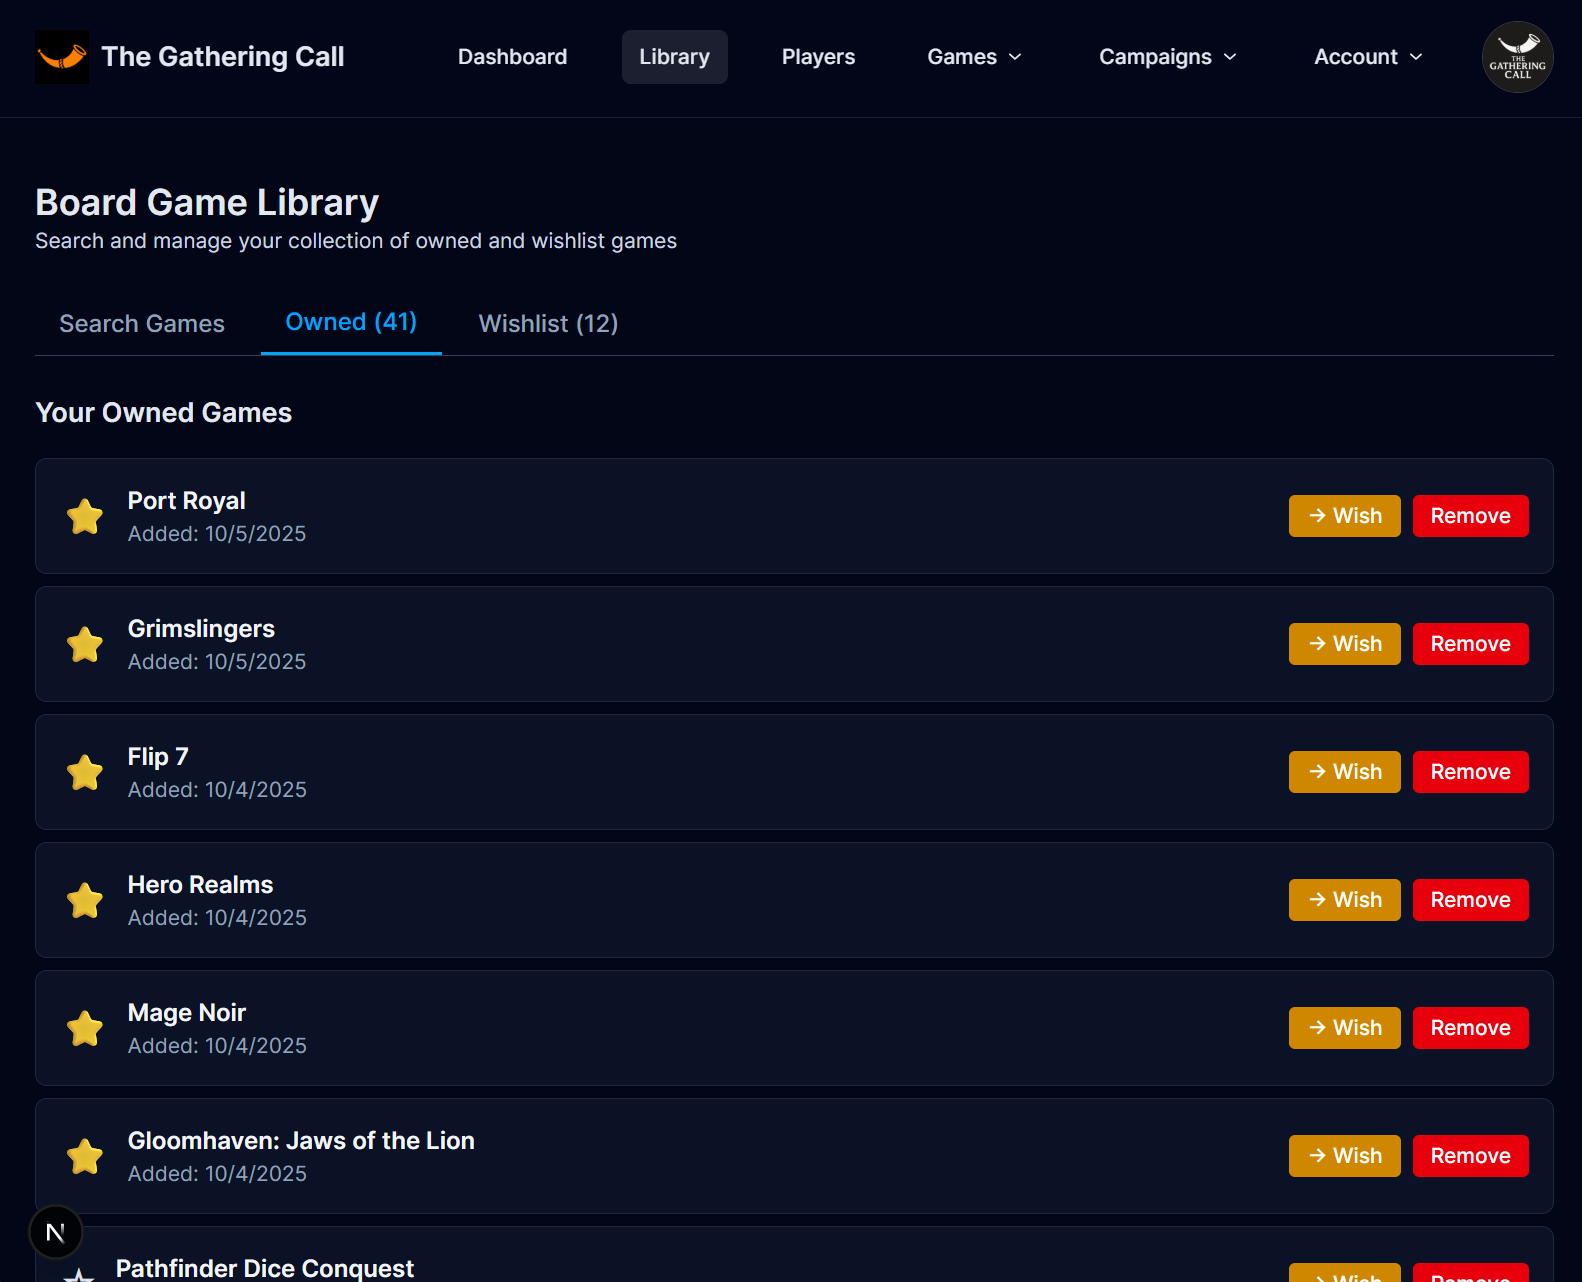 The Gathering Call
Dashboard
Library
Players
Games
Campaigns
Account
THE
GATHERING
CALL
Board Game Library
Search and manage your collection of owned and wishlist games
Search Games
Owned (41)
Wishlist (12)
Your Owned Games
Port Royal
Added: 10/5/2025
→ Wish
Remove
Grimslingers
Added: 10/5/2025
→ Wish
Remove
Flip 7
Added: 10/4/2025
→ Wish
Remove
Hero Realms
Added: 10/4/2025
→ Wish
Remove
Mage Noir
Added: 10/4/2025
→ Wish
Remove
Gloomhaven: Jaws of the Lion
Added: 10/4/2025
→ Wish
Remove
N
Pathfinder Dice Conquest
→ Wish
Remove